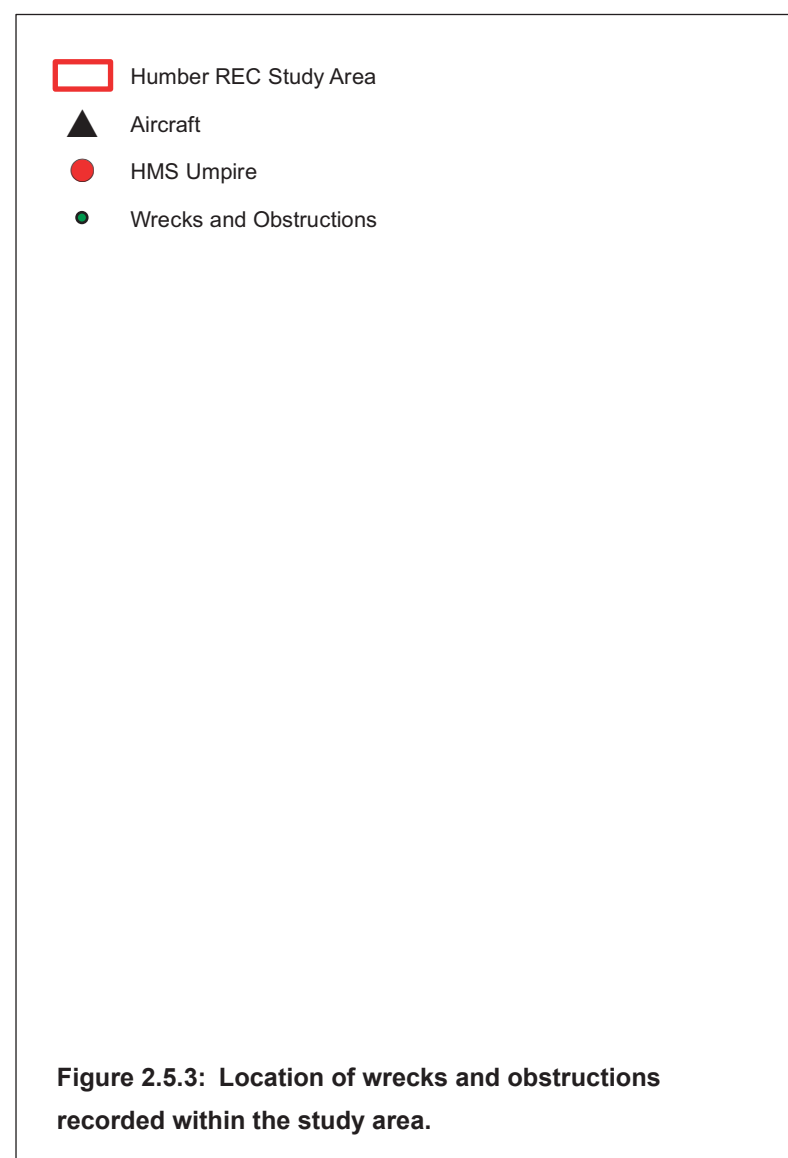 Humber REC Study Area
Aircraft
HMS Umpire
Wrecks and Obstructions
Figure 2.5.3: Location of wrecks and obstructions
recorded within the study area.